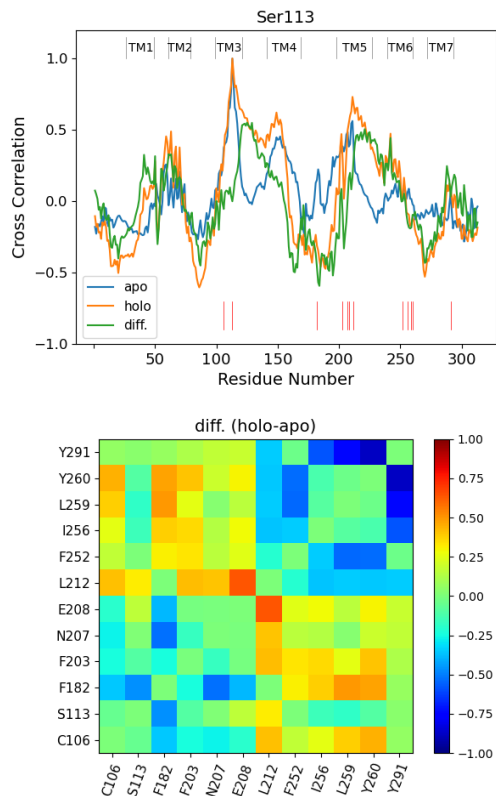 Ser113
TM1 TM2 TM3 TM4 TM5 TM6 TM7
1.0
0.5
0.0
−0.5
−1.0
Cross Correlation
apo
holo
diff.
50 100 150 200 250 300
Residue Number
diff. (holo-apo)
Y291
Y260
L259
I256
F252
L212
E208
N207
F203
F182
S113
C106
C106 S113 F182 F203 N207 E208 L212 F252 I256 L259 Y260 Y291
1.00
0.75
0.50
0.25
0.00
−0.25
−0.50
−0.75
−1.00